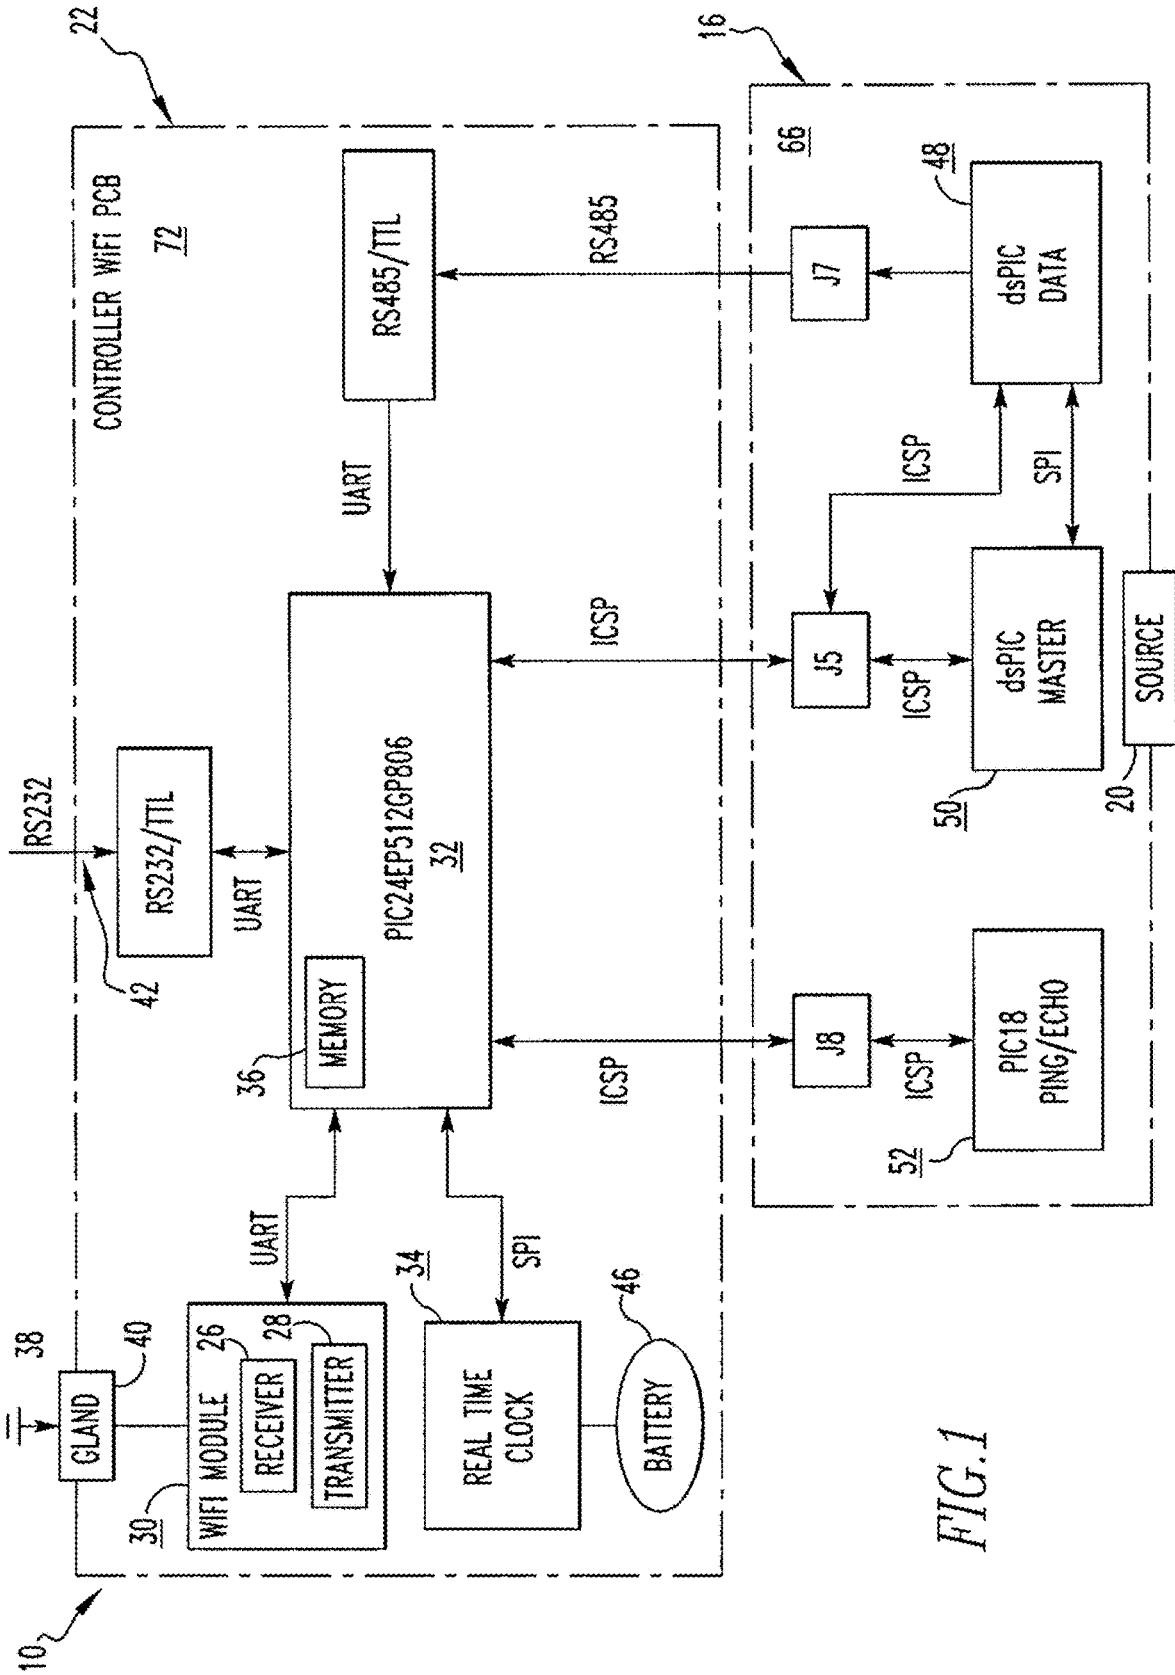 10
38
40
GLAND
30
WIFI MODULE
RECEIVER
26
TRANSMITTER
28
UART
REAL TIME
CLOCK
34
SPI
BATTERY
46
RS232
42
RS232/TTL
UART
36
MEMORY
PIC24EP512GP806
32
CONTROLLER WiFi PCB
72
22
UART
RS485/TTL
ICSP
ICSP
RS485
16
66
J8
ICSP
52
PIC18
PING/ECHO
J5
ICSP
ICSP
50
dsPIC
MASTER
SPI
J7
48
dsPIC
DATA
20
SOURCE
FIG.1